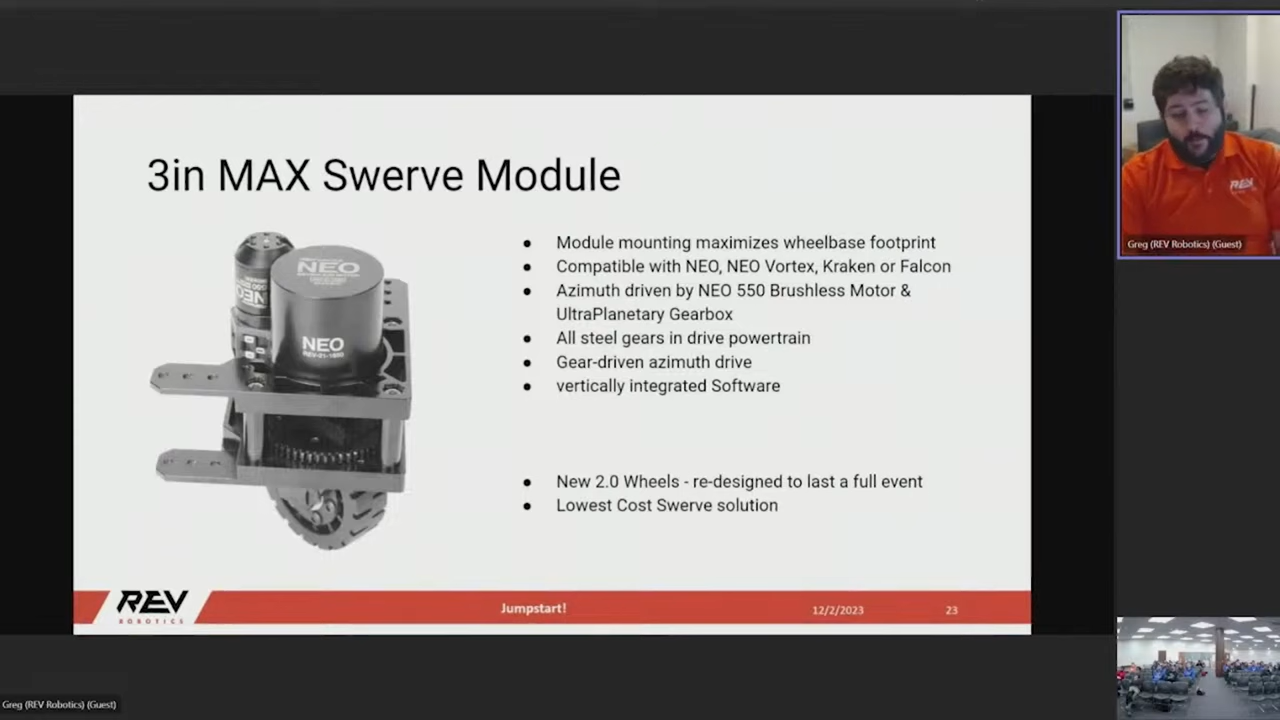 3in MAX Swerve Module
Module mounting maximizes wheelbase footprint
Compatible with NEO, NEO Vortex, Kraken or Falcon
Azimuth driven by NEO 550 Brushless Motor &
UltraPlanetary Gearbox
All steel gears in drive powertrain
Gear-driven azimuth drive
vertically integrated Software
New 2.0 Wheels - re-designed to last a full event
Lowest Cost Swerve solution
NEO
NEO
NEO
REV
ROBOTICS
Jumpstart!
12/2/2023
23
REV
Greg (REV Robotics) (Guest)
Greg (REV Robotics) (Guest)